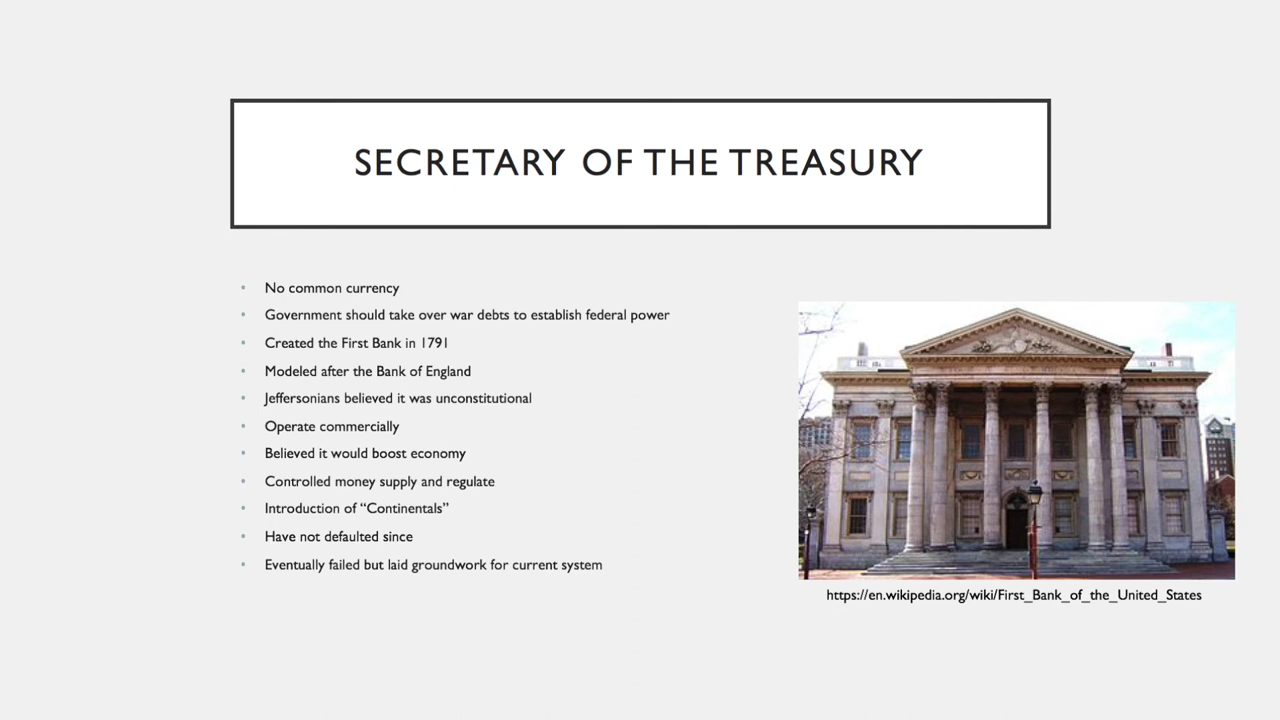 SECRETARY OF THE TREASURY
• No common currency
• Government should take over war debts to establish federal power
• Created the First Bank in 1791
• Modeled after the Bank of England
• Jeffersonians believed it was unconstitutional
• Operate commercially
• Believed it would boost economy
• Controlled money supply and regulate
• Introduction of “Continentals”
• Have not defaulted since
• Eventually failed but laid groundwork for current system
https://en.wikipedia.org/wiki/First_Bank_of_the_United_States